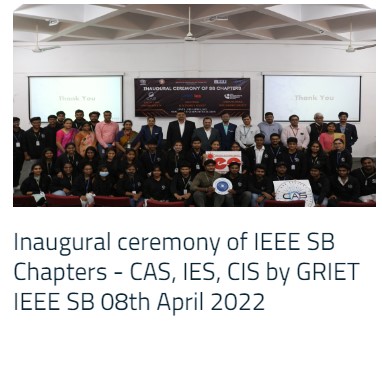 INAUGURAL CEREMONY OF SB CHAPTERS
Thank You
Thank You
CAS
Inaugural ceremony of IEEE SB
Chapters - CAS, IES, CIS by GRIET
IEEE SB 08th April 2022